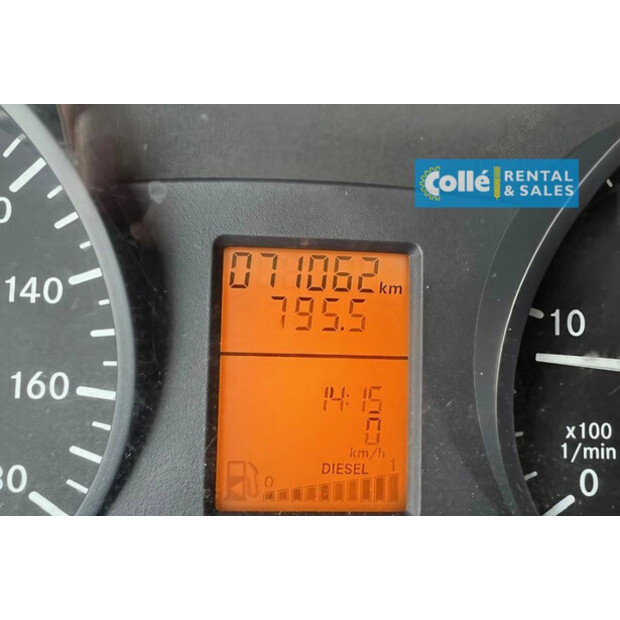 Collé RENTAL
& SALES
071062 km
795.5
140
160
14:15
0
km/h
DIESEL
0 1
10
x100
1/min
0